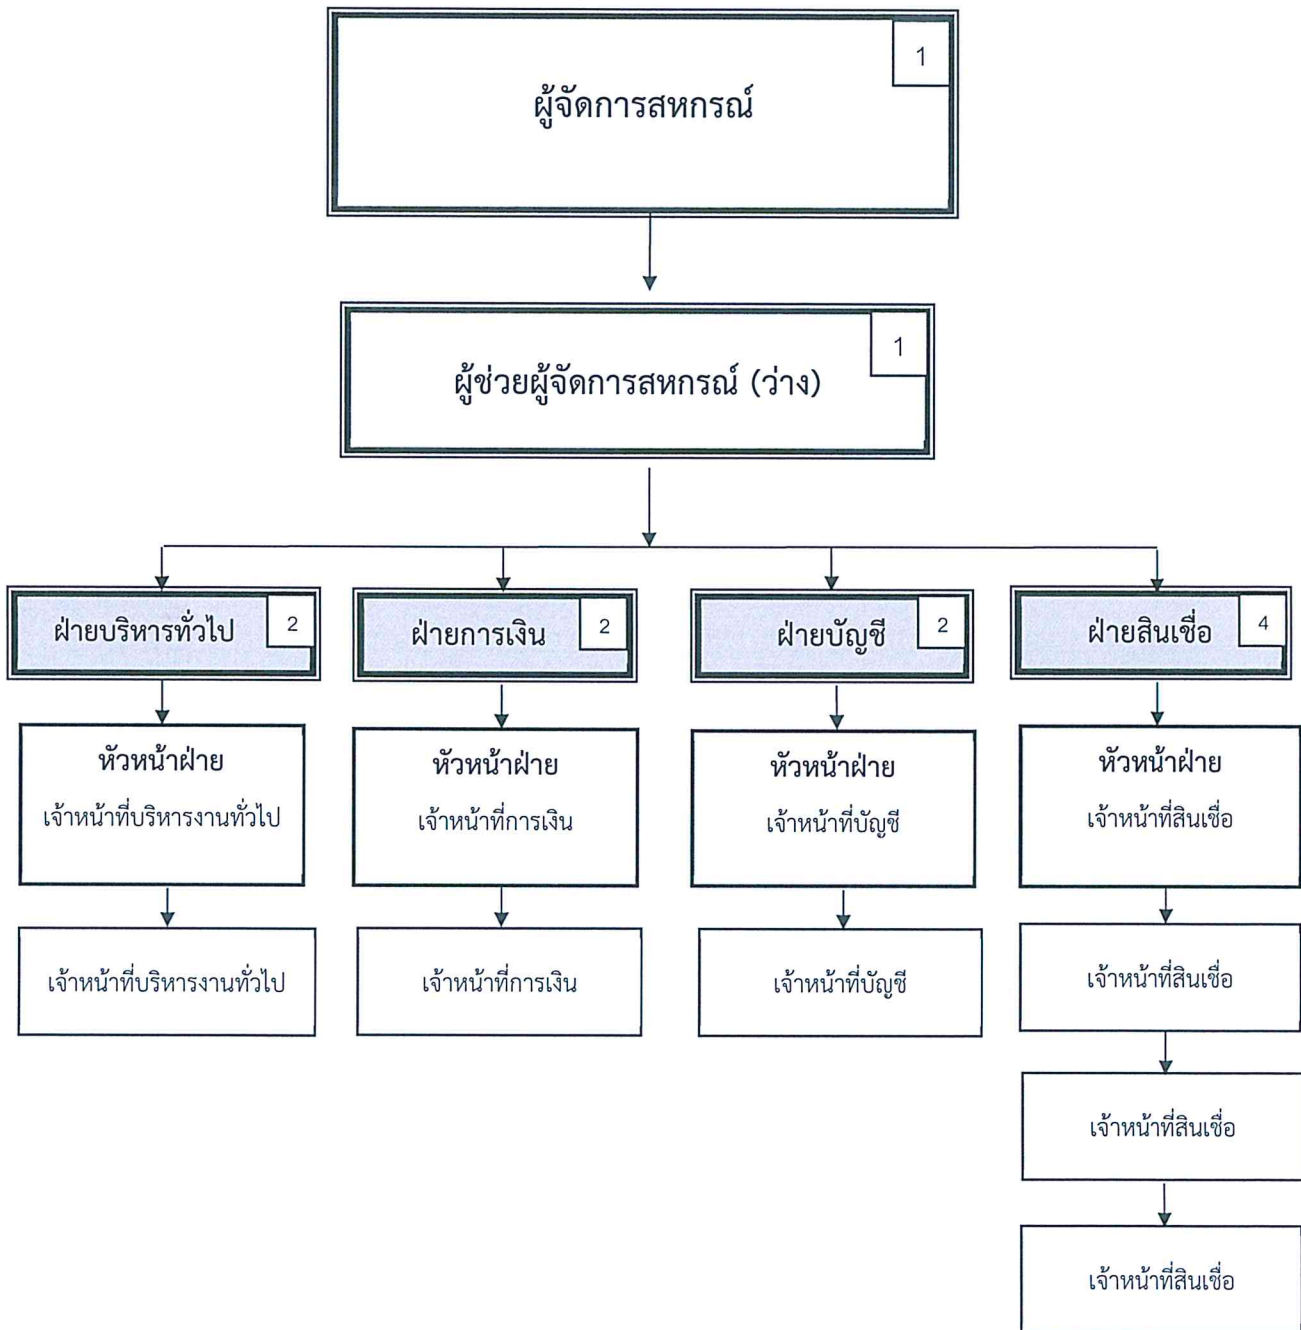 1
ผู้จัดการสหกรณ์
1
ผู้ช่วยผู้จัดการสหกรณ์ (ว่าง)
ฝ่ายบริหารทั่วไป 2
ฝ่ายการเงิน 2
ฝ่ายบัญชี 2
ฝ่ายสินเชื่อ 4
หัวหน้าฝ่าย
เจ้าหน้าที่บริหารงานทั่วไป
หัวหน้าฝ่าย
เจ้าหน้าที่การเงิน
หัวหน้าฝ่าย
เจ้าหน้าที่บัญชี
หัวหน้าฝ่าย
เจ้าหน้าที่สินเชื่อ
เจ้าหน้าที่บริหารงานทั่วไป
เจ้าหน้าที่การเงิน
เจ้าหน้าที่บัญชี
เจ้าหน้าที่สินเชื่อ
เจ้าหน้าที่สินเชื่อ
เจ้าหน้าที่สินเชื่อ